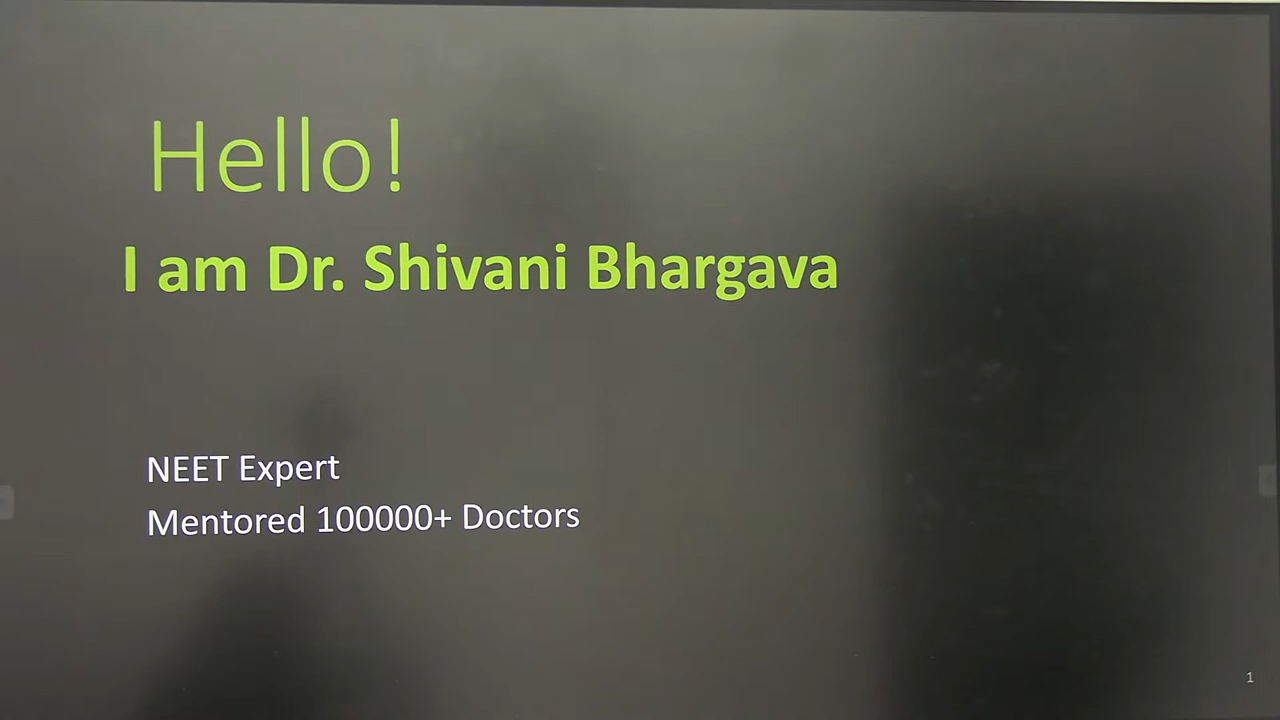 Hello!
I am Dr. Shivani Bhargava
NEET Expert
Mentored 100000+ Doctors
1